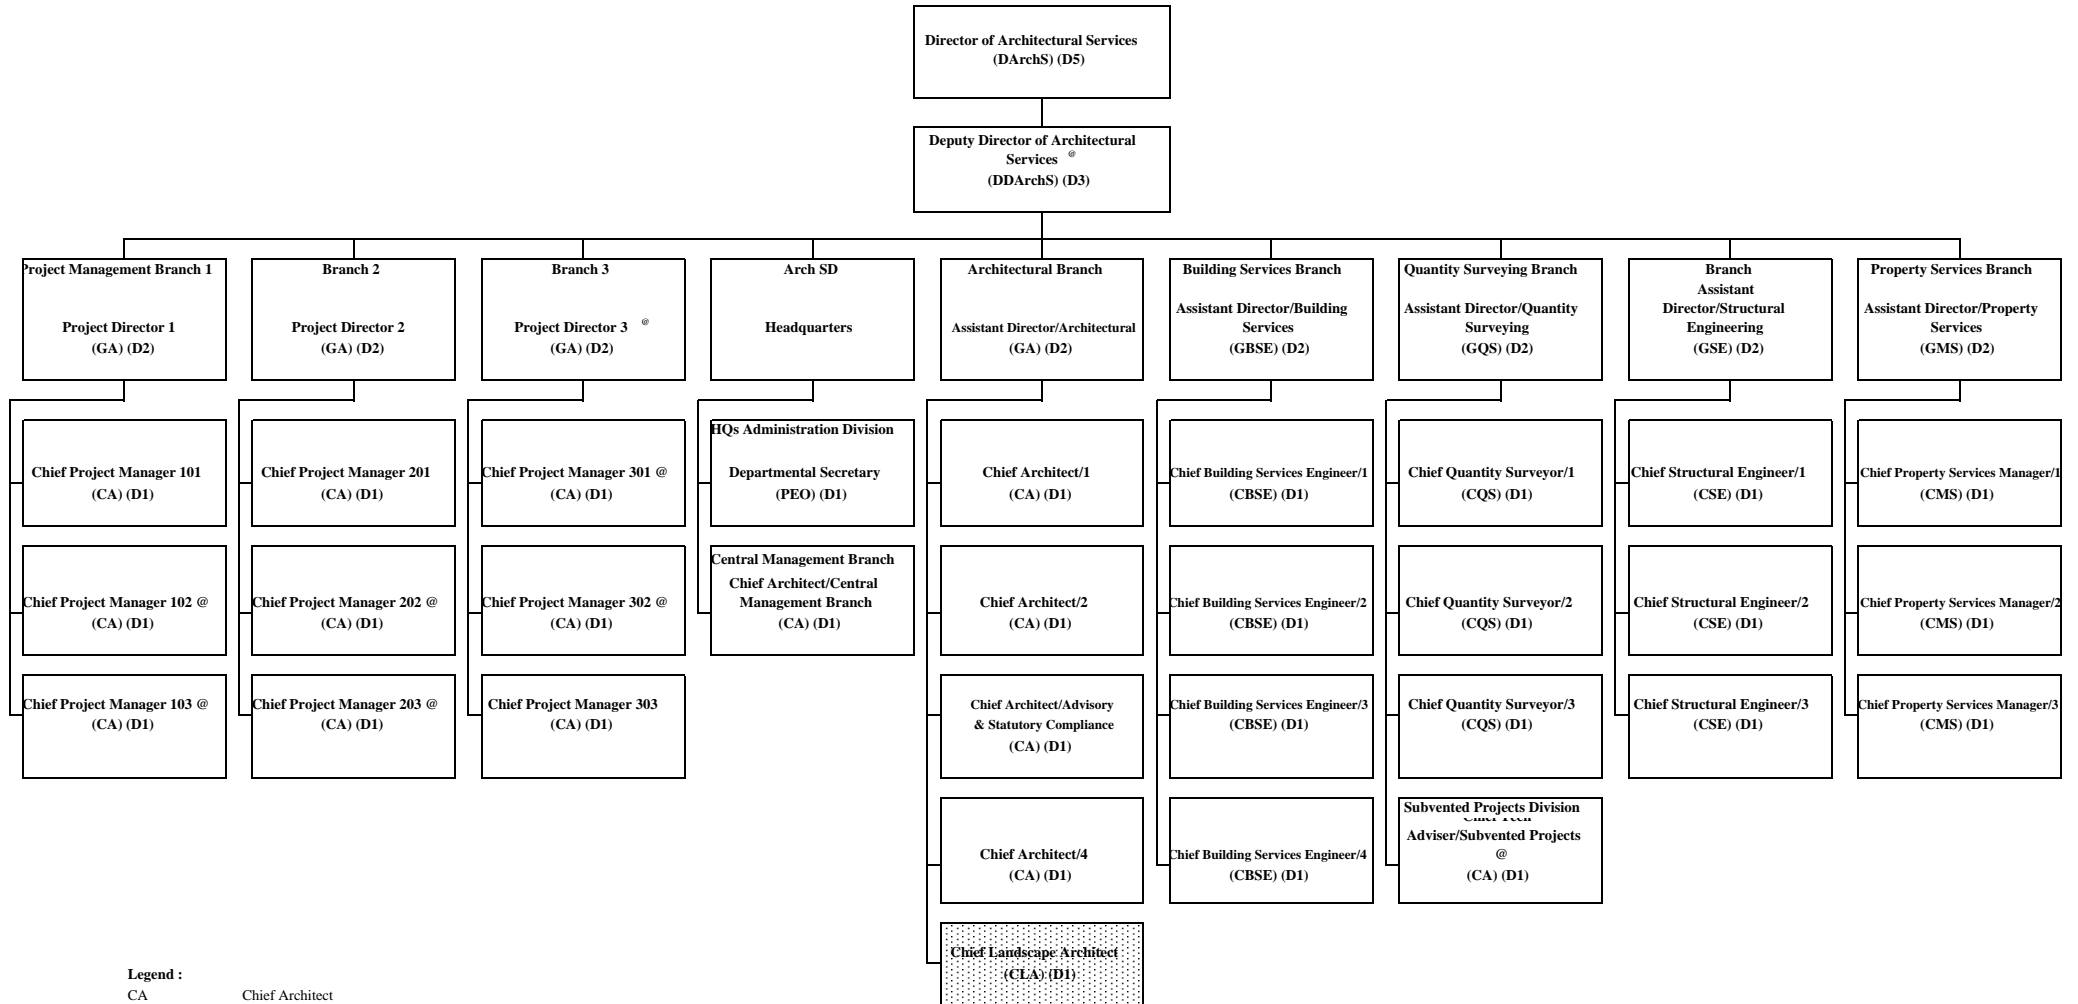 Director of Architectural Services
(DArchS) (D5)
Deputy Director of Architectural
Services @
(DDArchS) (D3)
Project Management Branch 1
Project Director 1
(GA) (D2)
Branch 2
Project Director 2
(GA) (D2)
Branch 3
Project Director 3 @
(GA) (D2)
Arch SD
Headquarters
Architectural Branch
Assistant Director/Architectural
(GA) (D2)
Building Services Branch
Assistant Director/Building
Services
(GBSE) (D2)
Quantity Surveying Branch
Assistant Director/Quantity
Surveying
(GQS) (D2)
Branch
Assistant
Director/Structural
Engineering
(GSE) (D2)
Property Services Branch
Assistant Director/Property
Services
(GMS) (D2)
Chief Project Manager 101
(CA) (D1)
Chief Project Manager 201
(CA) (D1)
Chief Project Manager 301 @
(CA) (D1)
HQs Administration Division
Departmental Secretary
(PEO) (D1)
Chief Architect/1
(CA) (D1)
Chief Building Services Engineer/1
(CBSE) (D1)
Chief Quantity Surveyor/1
(CQS) (D1)
Chief Structural Engineer/1
(CSE) (D1)
Chief Property Services Manager/1
(CMS) (D1)
Chief Project Manager 102 @
(CA) (D1)
Chief Project Manager 202 @
(CA) (D1)
Chief Project Manager 302 @
(CA) (D1)
Central Management Branch
Chief Architect/Central
Management Branch
(CA) (D1)
Chief Architect/2
(CA) (D1)
Chief Building Services Engineer/2
(CBSE) (D1)
Chief Quantity Surveyor/2
(CQS) (D1)
Chief Structural Engineer/2
(CSE) (D1)
Chief Property Services Manager/2
(CMS) (D1)
Chief Project Manager 103 @
(CA) (D1)
Chief Project Manager 203 @
(CA) (D1)
Chief Project Manager 303
(CA) (D1)
Chief Architect/Advisory
& Statutory Compliance
(CA) (D1)
Chief Building Services Engineer/3
(CBSE) (D1)
Chief Quantity Surveyor/3
(CQS) (D1)
Chief Structural Engineer/3
(CSE) (D1)
Chief Property Services Manager/3
(CMS) (D1)
Chief Architect/4
(CA) (D1)
Chief Building Services Engineer/4
(CBSE) (D1)
Subvented Projects Division
Adviser/Subvented Projects
@
(CA) (D1)
Chief Landscape Architect
(CLA) (D1)
Legend :
CA Chief Architect